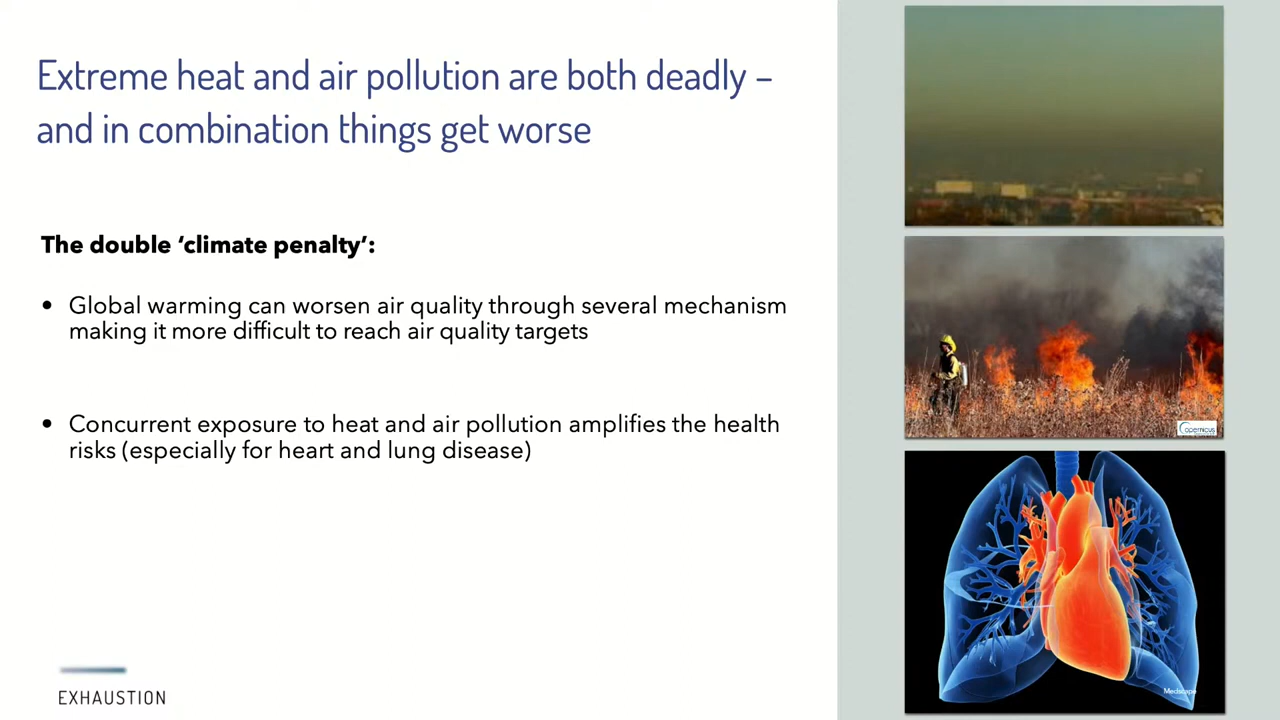 Extreme heat and air pollution are both deadly –
and in combination things get worse
The double ‘climate penalty’:
• Global warming can worsen air quality through several mechanism
making it more difficult to reach air quality targets
• Concurrent exposure to heat and air pollution amplifies the health
risks (especially for heart and lung disease)
EXHAUSTION
Copernicus
Medscape